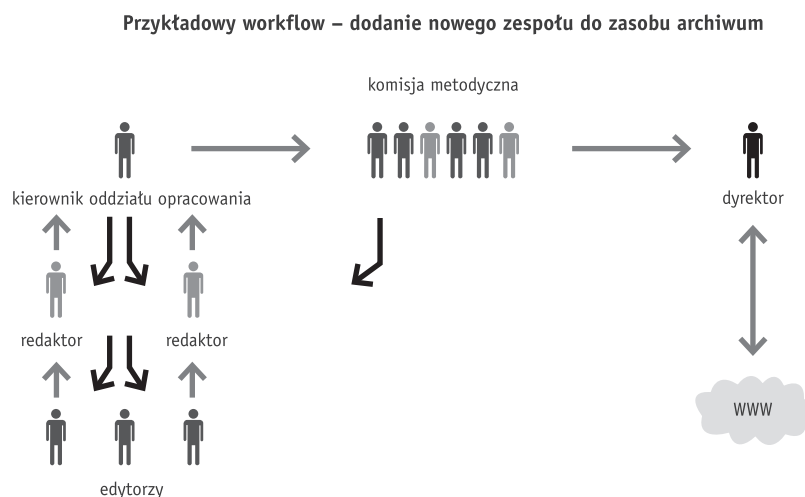 Przykładowy workflow – dodanie nowego zespołu do zasobu archiwum
komisja metodyczna
kierownik oddziału opracowania
dyrektor
redaktor
redaktor
WWW
edytorzy